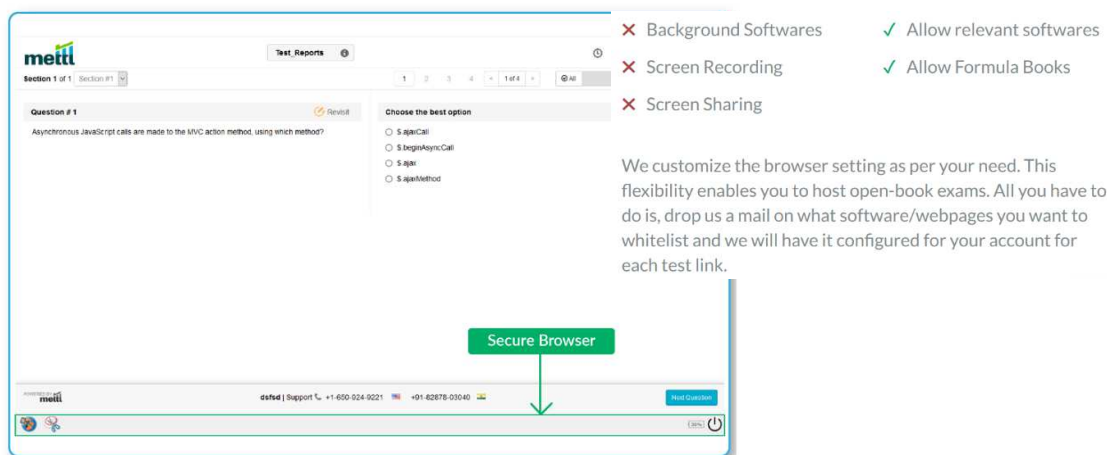 mettl
Test_Reports
Section 1 of 1 Section #1
1 2 3 4 « 1 of 4 » All
Question # 1 Revisit
Asynchronous JavaScript calls are made to the MVC action method, using which method?
Choose the best option
$.ajaxCall
$.beginAsyncCall
$.ajax
$.ajaxMethod
Secure Browser
POWERED BY mettl
dsfsd | Support +1-650-924-9221 +91-82878-03040
Next Question
✕ Background Softwares
✕ Screen Recording
✕ Screen Sharing
✓ Allow relevant softwares
✓ Allow Formula Books
We customize the browser setting as per your need. This
flexibility enables you to host open-book exams. All you have to
do is, drop us a mail on what software/webpages you want to
whitelist and we will have it configured for your account for
each test link.